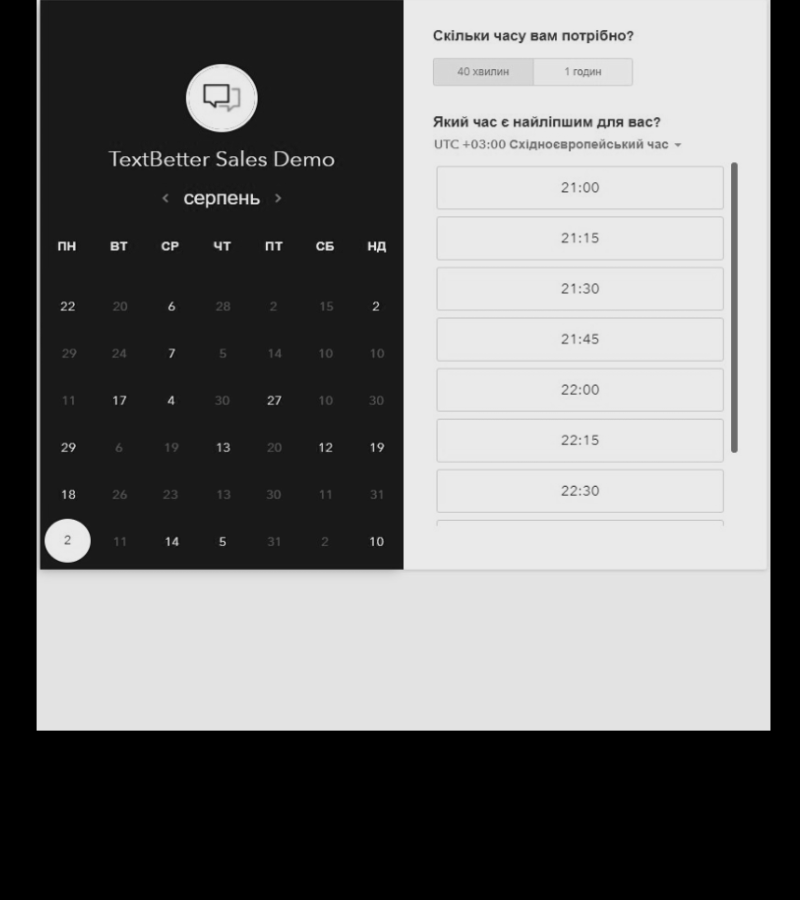 TextBetter Sales Demo
серпень
ПН ВТ СР ЧТ ПТ СБ НД
22 20 6 28 2 15 2
29 24 7 5 14 10 10
11 17 4 30 27 10 30
29 6 19 13 20 12 19
18 26 23 13 30 11 31
2 11 14 5 31 2 10
Скільки часу вам потрібно?
40 хвилин 1 годин
Який час є найліпшим для вас?
UTC +03:00 Східноєвропейський час
21:00
21:15
21:30
21:45
22:00
22:15
22:30